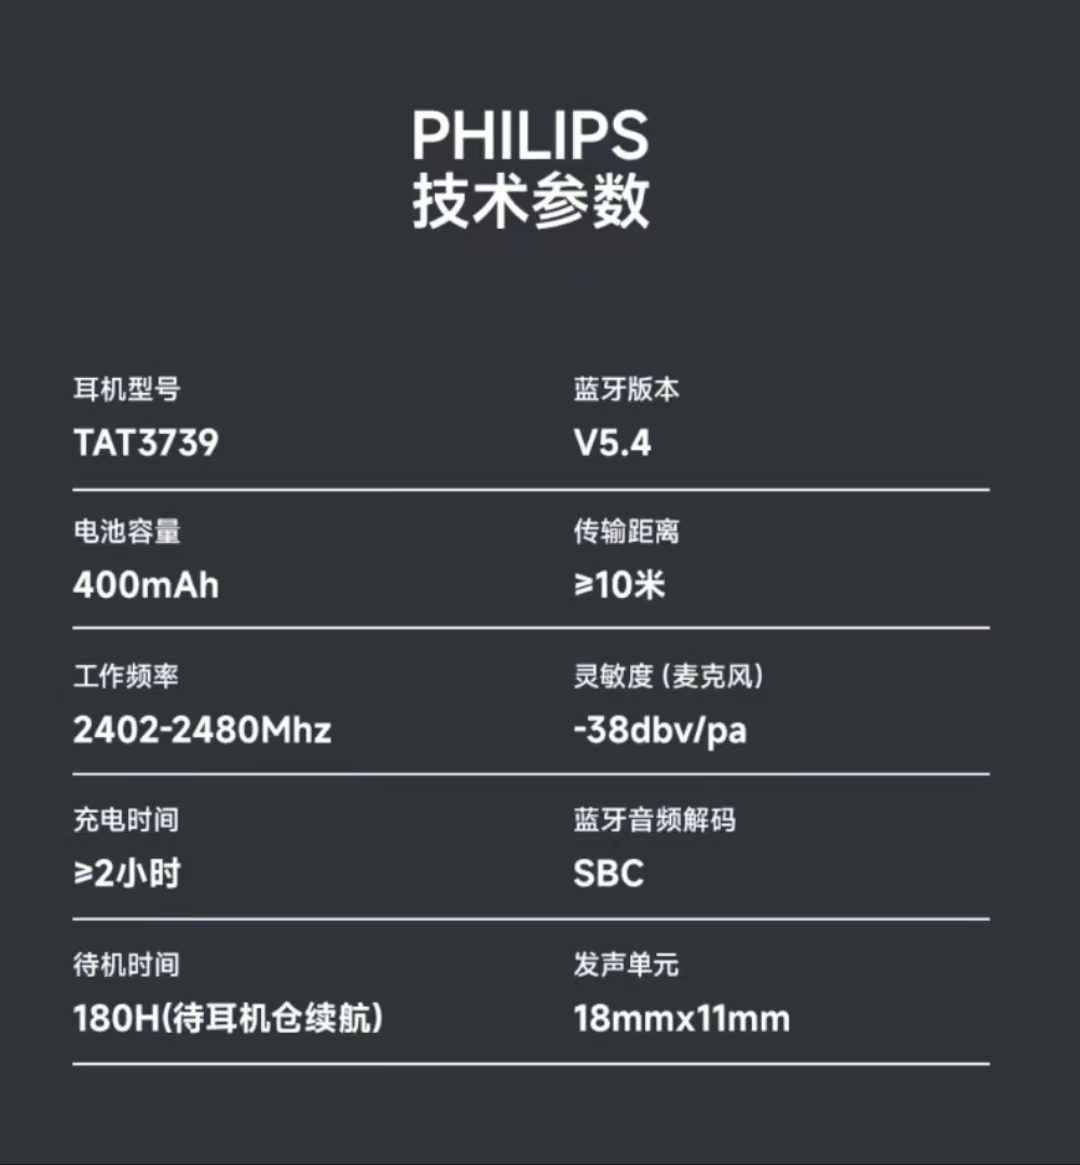 PHILIPS
技术参数
耳机型号
TAT3739
蓝牙版本
V5.4
电池容量
400mAh
传输距离
≥10米
工作频率
2402-2480Mhz
灵敏度 (麦克风)
-38dbv/pa
充电时间
≥2小时
蓝牙音频解码
SBC
待机时间
180H(待耳机仓续航)
发声单元
18mmx11mm